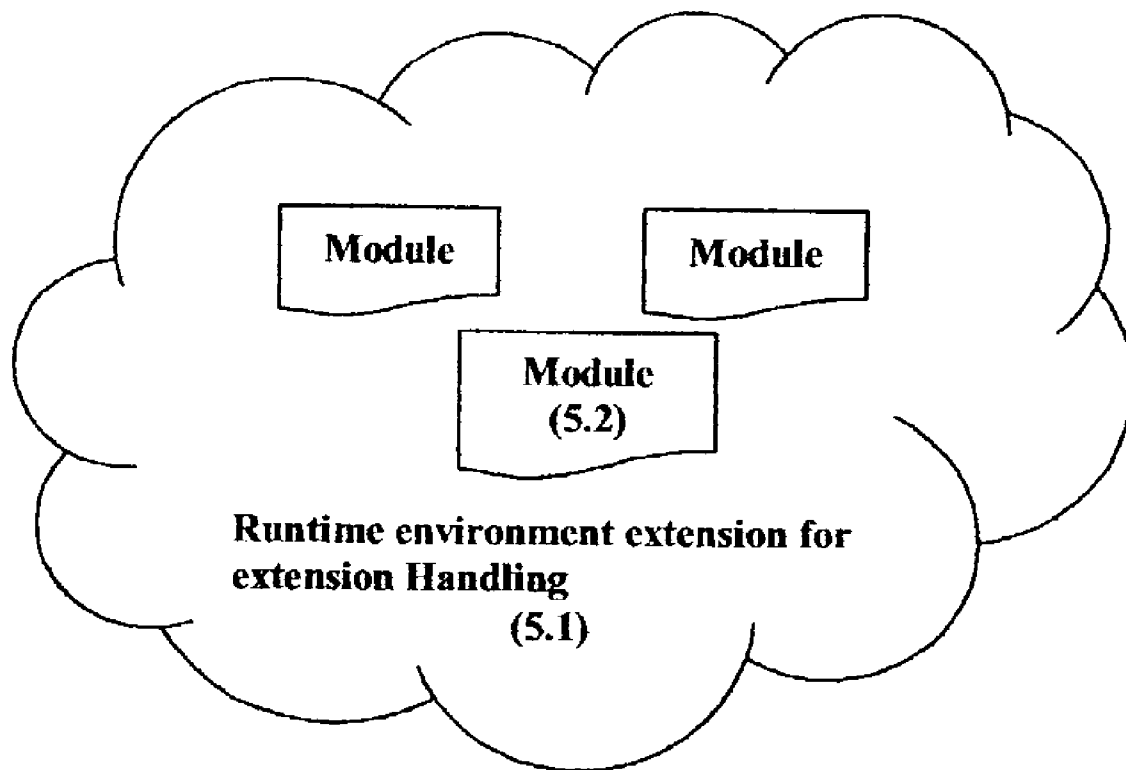 Module
Module
Module
(5.2)
Runtime environment extension for
extension Handling
(5.1)